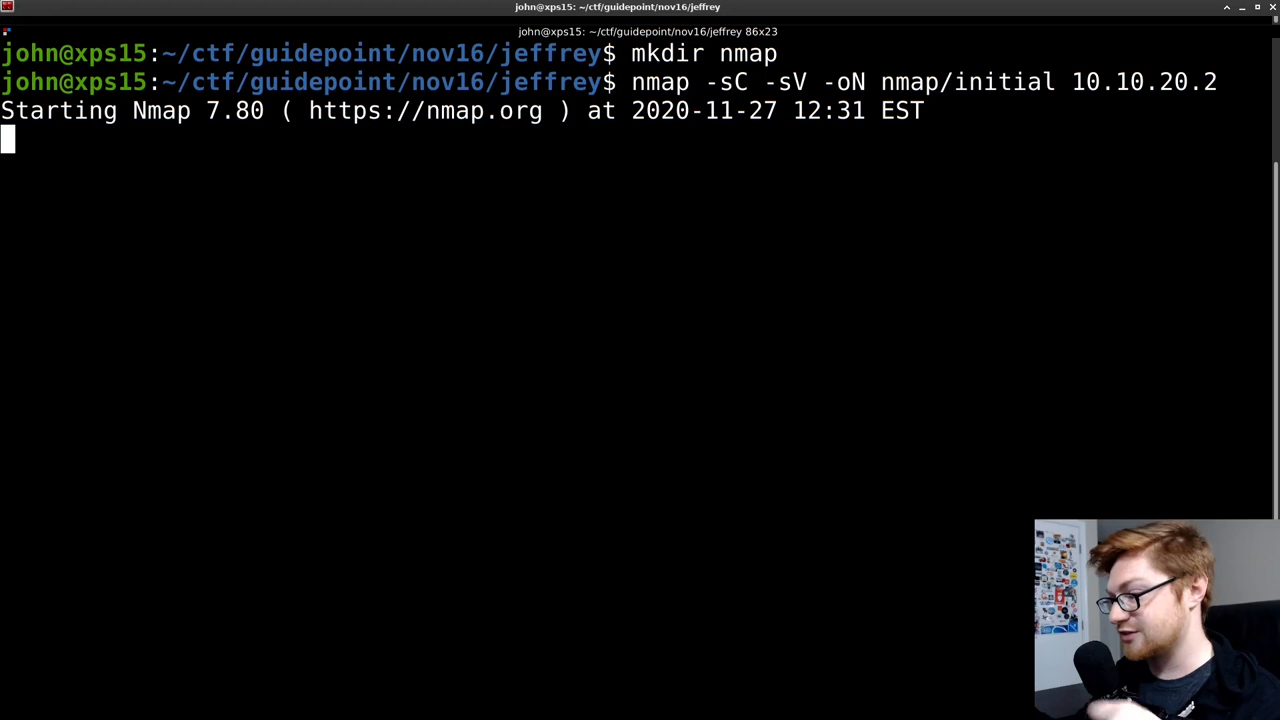 john@xps15: ~/ctf/guidepoint/nov16/jeffrey
john@xps15: ~/ctf/guidepoint/nov16/jeffrey 86x23
john@xps15:~/ctf/guidepoint/nov16/jeffrey$ mkdir nmap
john@xps15:~/ctf/guidepoint/nov16/jeffrey$ nmap -sC -sV -oN nmap/initial 10.10.20.2
Starting Nmap 7.80 ( https://nmap.org ) at 2020-11-27 12:31 EST